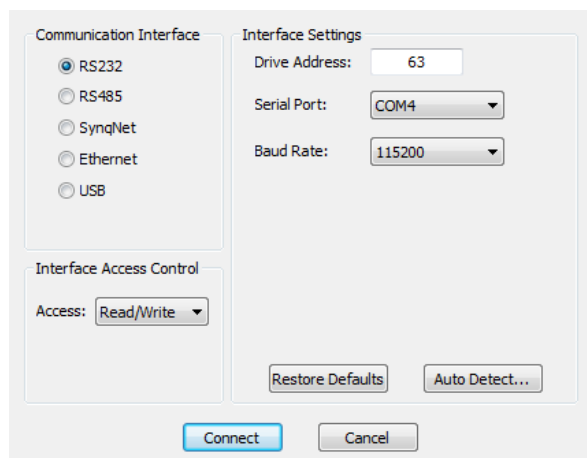 Communication Interface
RS232
RS485
SynqNet
Ethernet
USB
Interface Access Control
Access: Read/Write
Interface Settings
Drive Address: 63
Serial Port: COM4
Baud Rate: 115200
Restore Defaults Auto Detect...
Connect Cancel